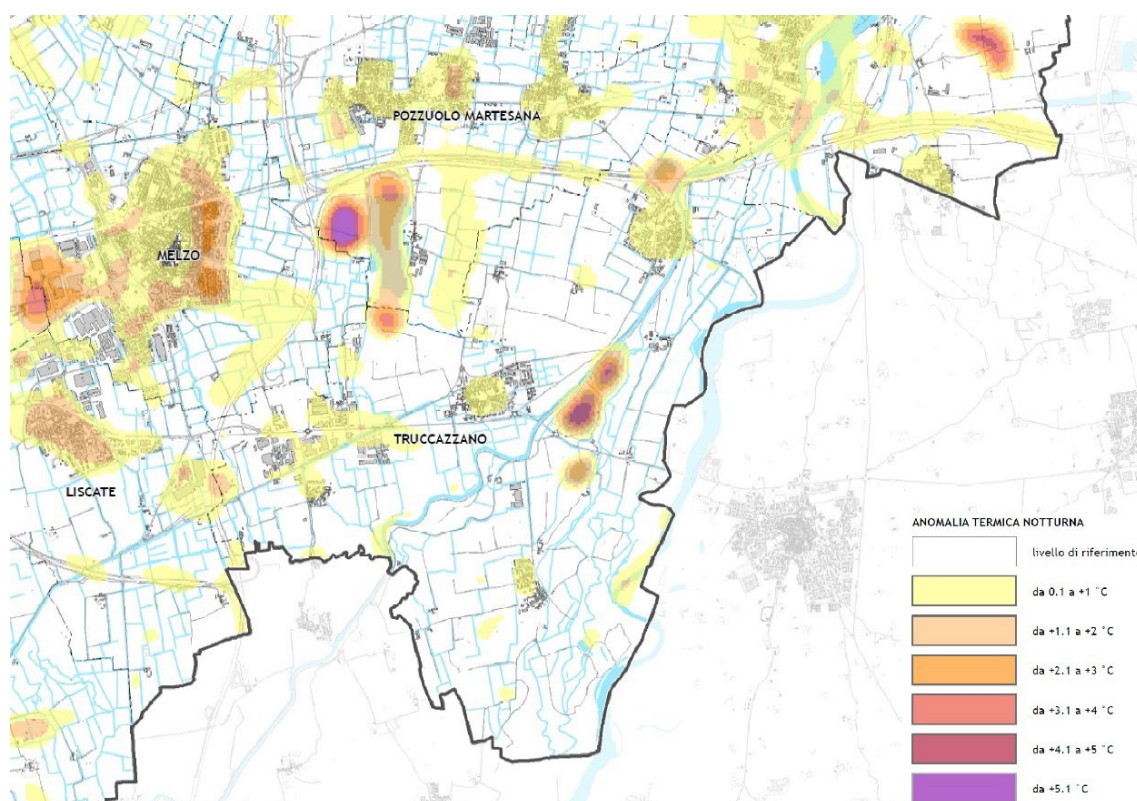 POZZUOLO MARTESANA
MELZO
TRUCCAZZANO
LISCATE
ANOMALIA TERMICA NOTTURNA
livello di riferimento
da 0.1 a +1 °C
da +1.1 a +2 °C
da +2.1 a +3 °C
da +3.1 a +4 °C
da +4.1 a +5 °C
da +5.1 °C